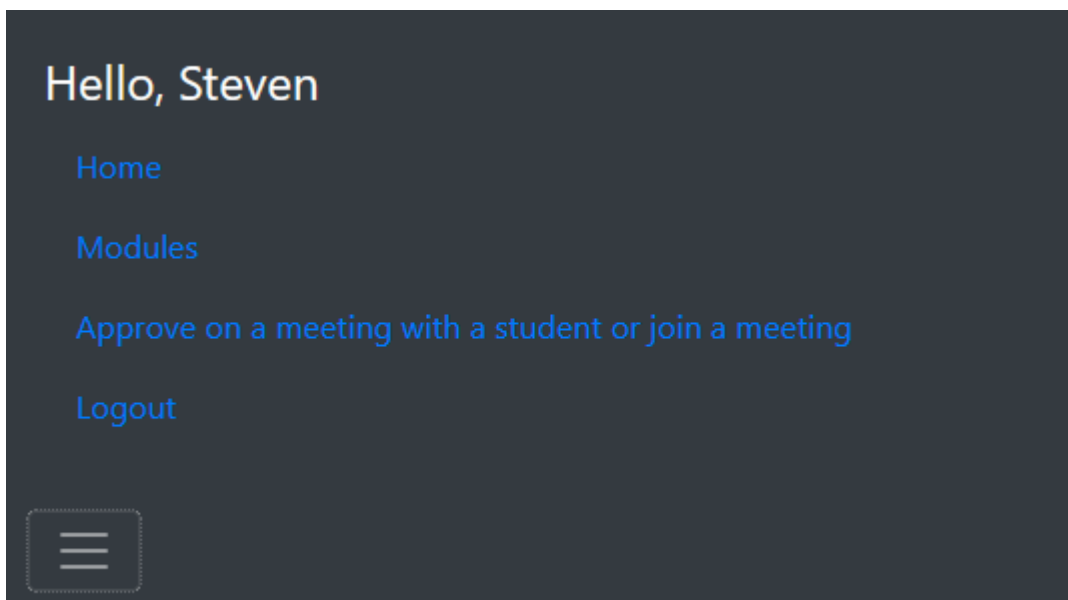 Hello, Steven
Home
Modules
Approve on a meeting with a student or join a meeting
Logout